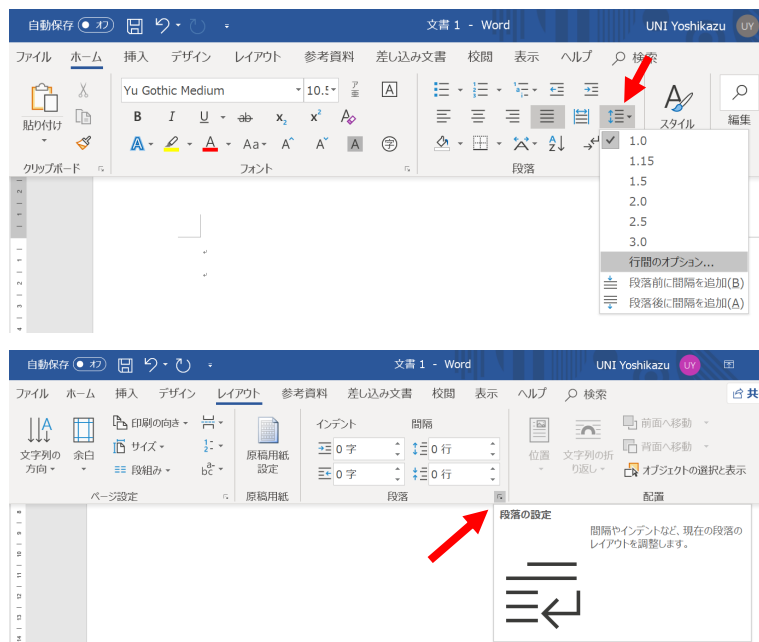 自動保存 オフ 文書 1 - Word UNI Yoshikazu UY
ファイル ホーム 挿入 デザイン レイアウト 参考資料 差し込み文書 校閲 表示 ヘルプ 検索
Yu Gothic Medium 10.5 ア亜 A
貼り付け B I U ab x₂ x² A スタイル 編集
A A Aa A A A 字 A Z
クリップボード フォント 段落
1.0
1.15
1.5
2.0
2.5
3.0
行間のオプション...
段落前に間隔を追加(B)
段落後に間隔を追加(A)
自動保存 オフ 文書 1 - Word UNI Yoshikazu UY
ファイル ホーム 挿入 デザイン レイアウト 参考資料 差し込み文書 校閲 表示 ヘルプ 検索 共
文字列の方向 余白 印刷の向き サイズ 段組み 原稿用紙設定 インデント 間隔
0 字 0 行
0 字 0 行
位置 文字列の折り返し 前面へ移動 背面へ移動 オブジェクトの選択と表示
ページ設定 原稿用紙 段落 配置
段落の設定
間隔やインデントなど、現在の段落の
レイアウトを調整します。